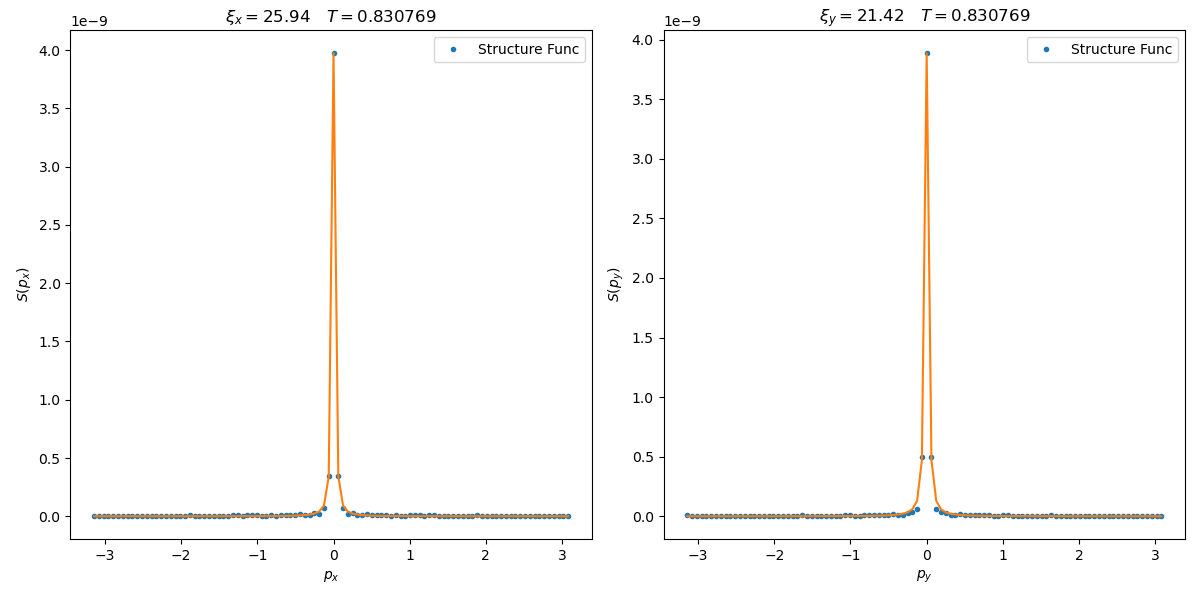 ξx = 25.94 T = 0.830769
1e−9
Structure Func
4.0
3.5
3.0
2.5
2.0
1.5
1.0
0.5
0.0
S(px)
−3 −2 −1 0 1 2 3
px
ξy = 21.42 T = 0.830769
1e−9
Structure Func
4.0
3.5
3.0
2.5
2.0
1.5
1.0
0.5
0.0
S(py)
−3 −2 −1 0 1 2 3
py